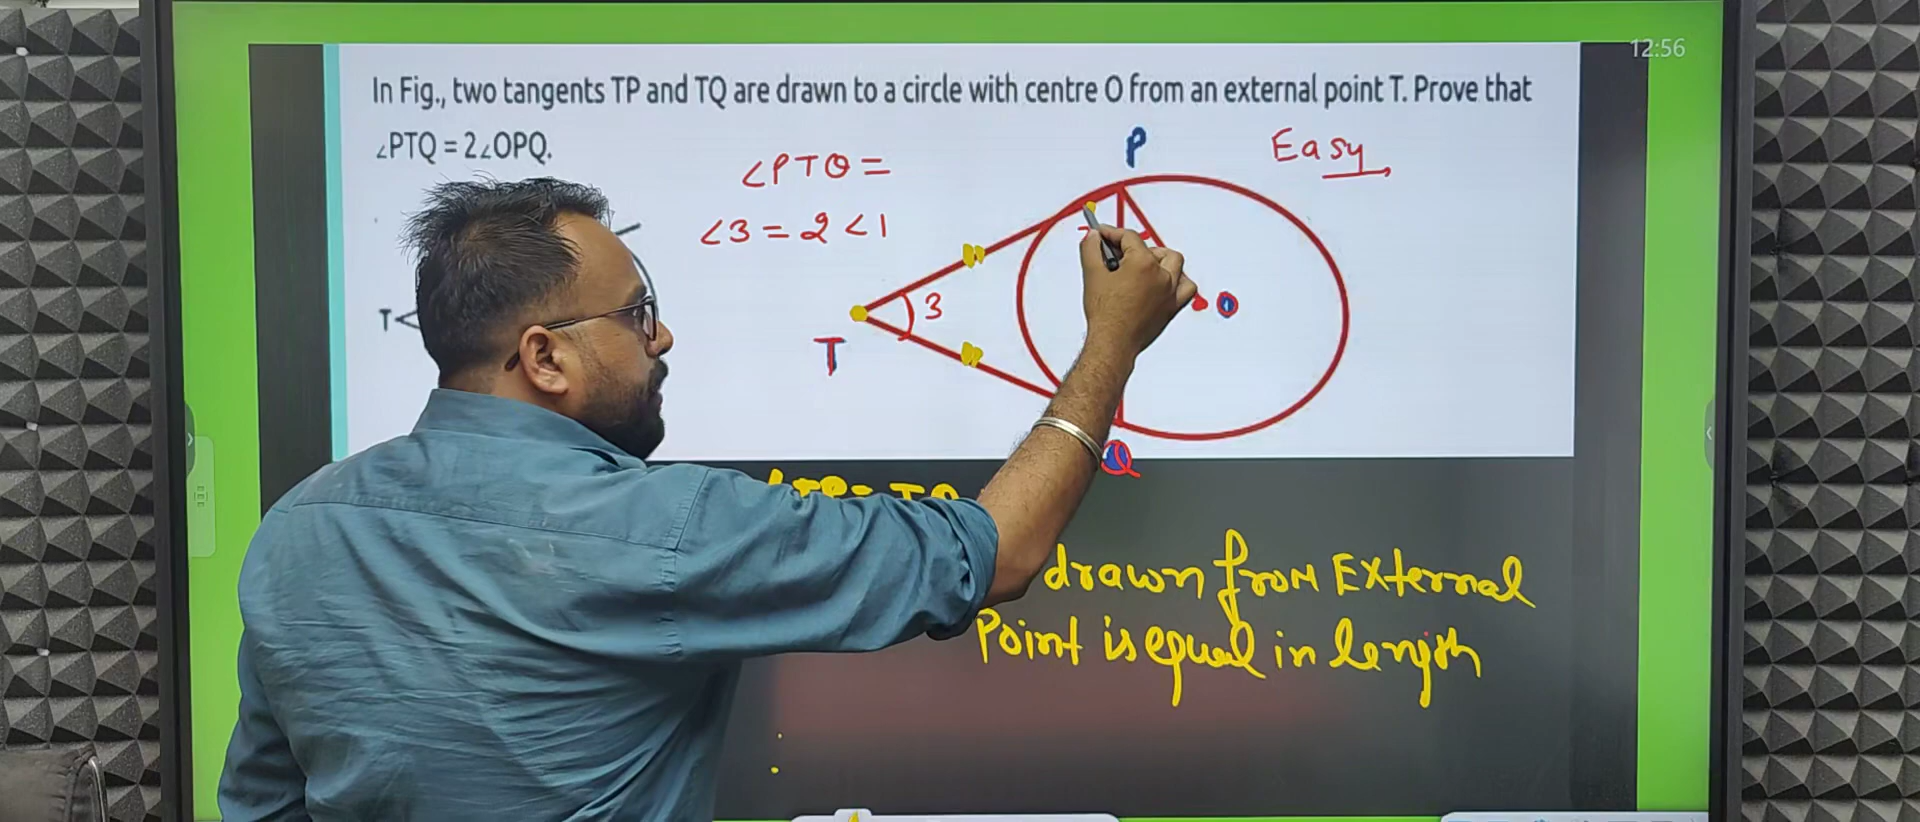 12:56
In Fig., two tangents TP and TQ are drawn to a circle with centre O from an external point T. Prove that
∠PTQ = 2∠OPQ.
P
Easy
∠PTQ =
∠3 = 2∠1
3
O
T
T
Q
TP = TQ
drawn from External
Point is equal in length